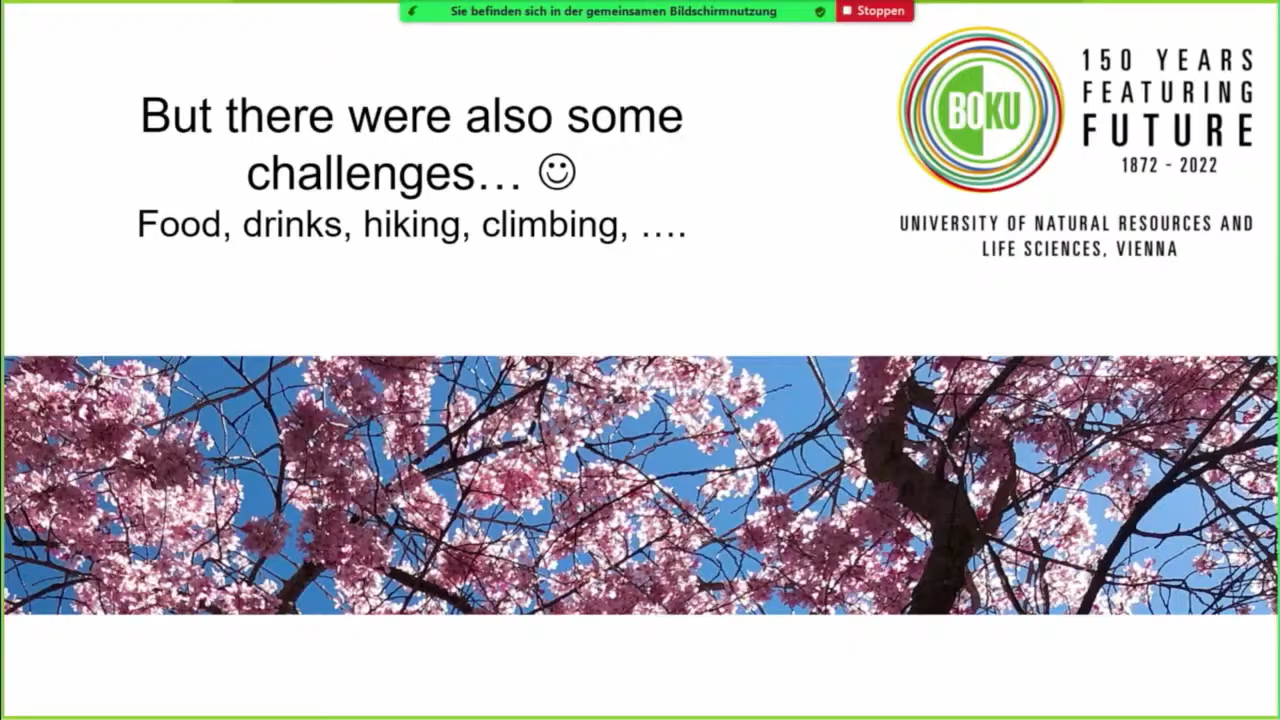 Sie befinden sich in der gemeinsamen Bildschirmnutzung
Stoppen
But there were also some
challenges… ☺
Food, drinks, hiking, climbing, ….
BOKU
150 YEARS
FEATURING
FUTURE
1872 - 2022
UNIVERSITY OF NATURAL RESOURCES AND
LIFE SCIENCES, VIENNA